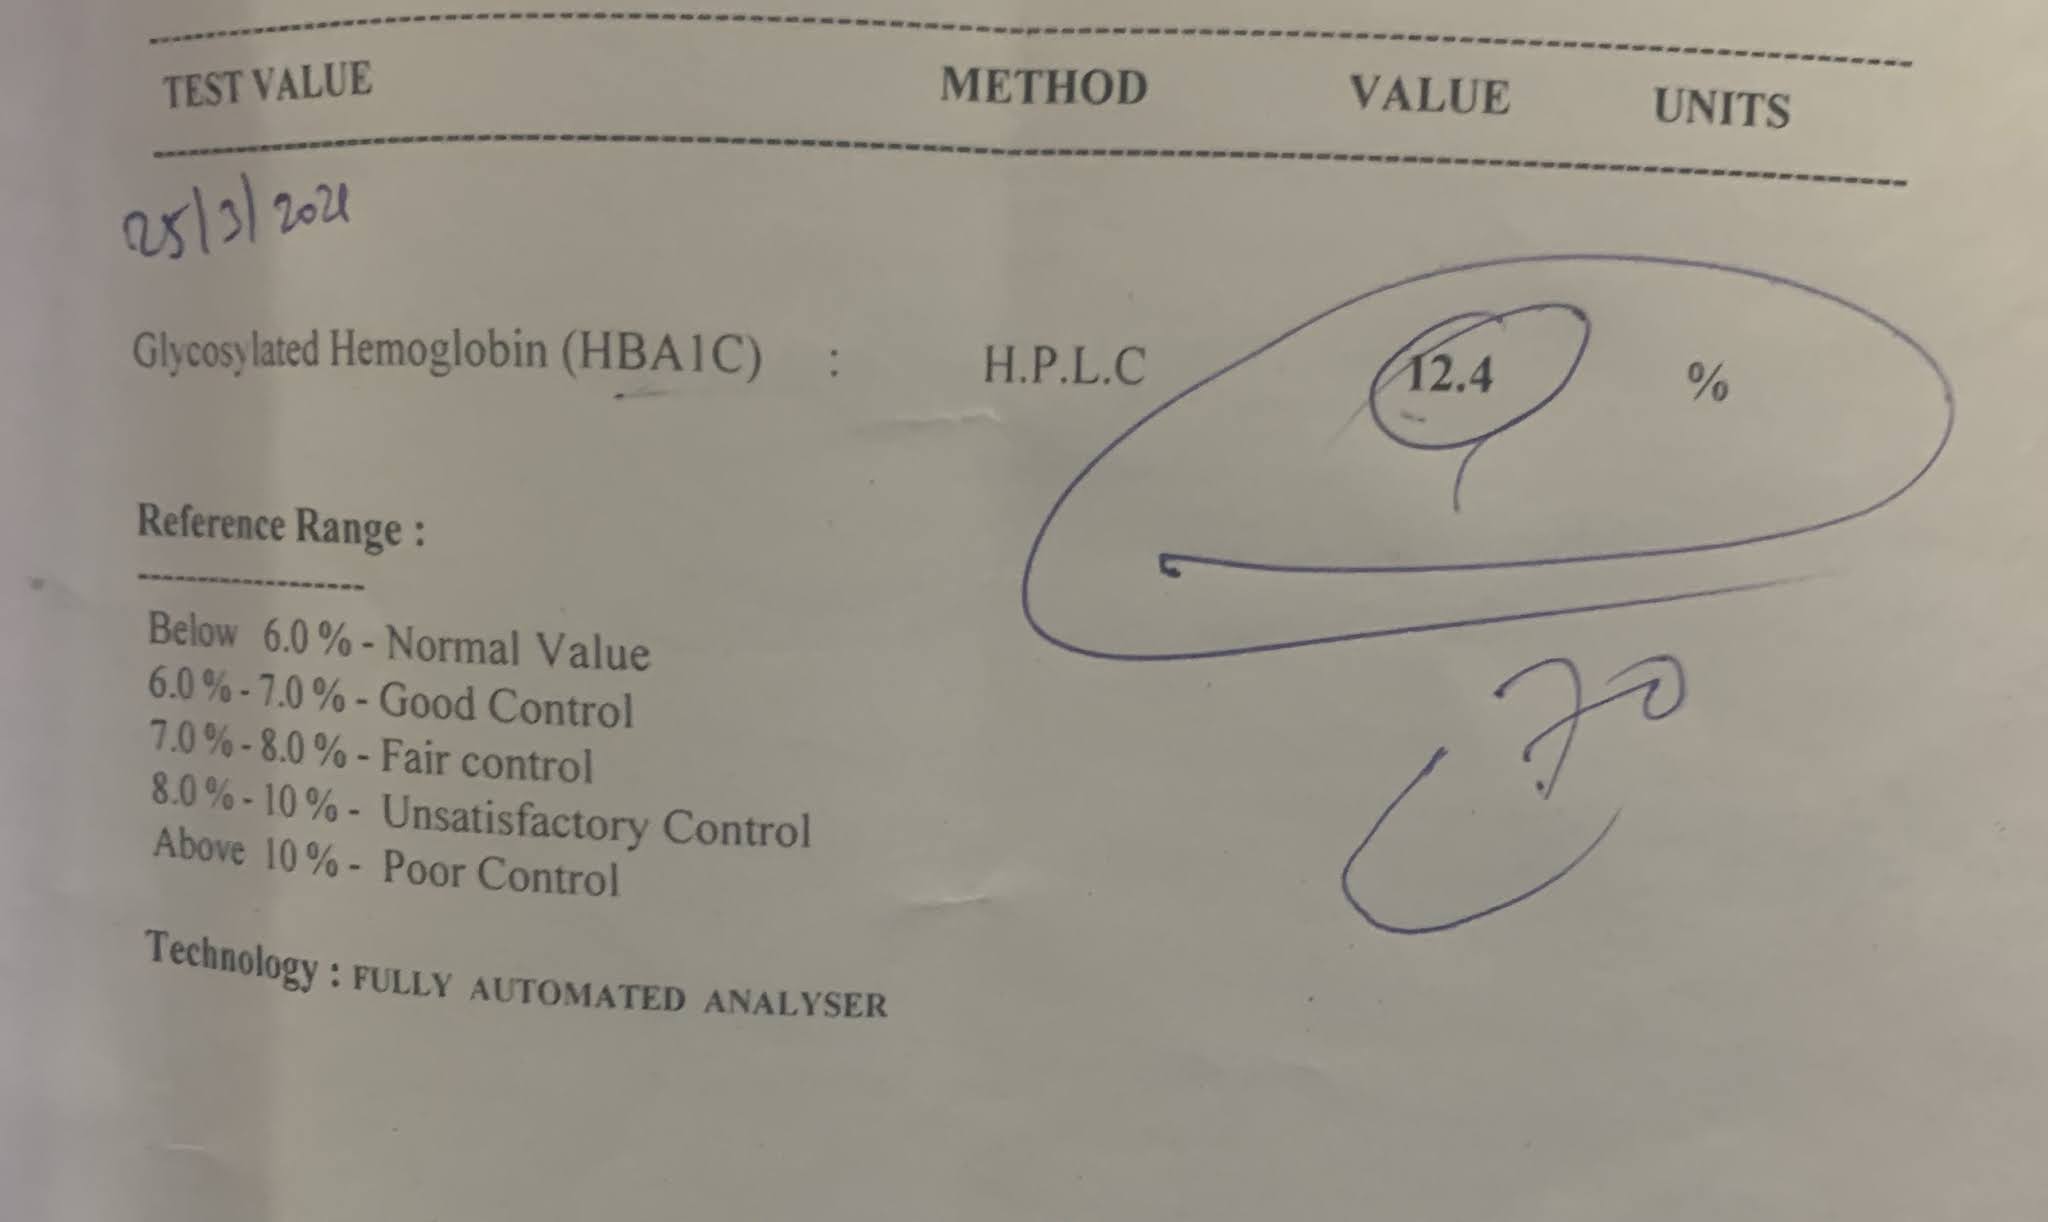 TEST VALUE METHOD VALUE UNITS
25/3/2021
Glycosylated Hemoglobin (HBA1C) : H.P.L.C 12.4 %
Reference Range :
Below 6.0 % - Normal Value
6.0 % - 7.0 % - Good Control
7.0 % - 8.0 % - Fair control
8.0 % - 10 % - Unsatisfactory Control
Above 10 % - Poor Control
Technology : FULLY AUTOMATED ANALYSER